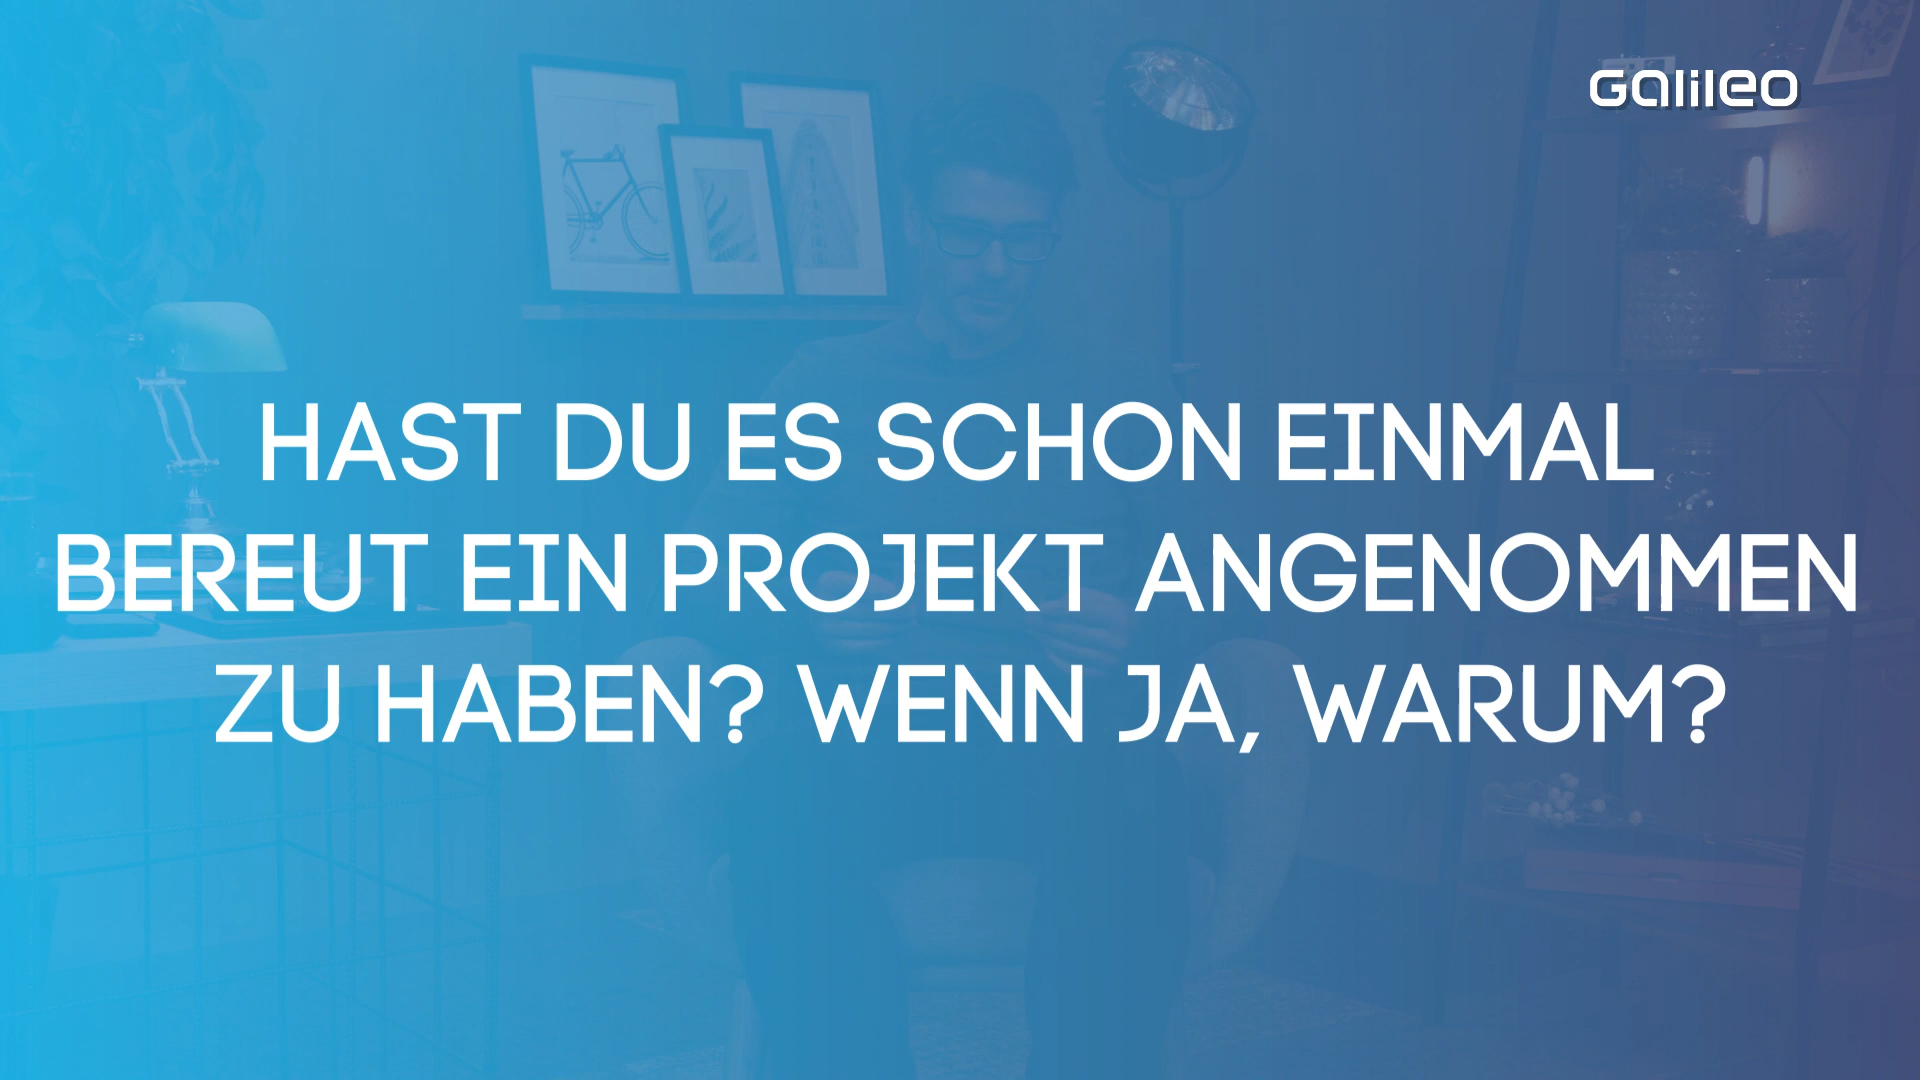 Galileo
HAST DU ES SCHON EINMAL
BEREUT EIN PROJEKT ANGENOMMEN
ZU HABEN? WENN JA, WARUM?